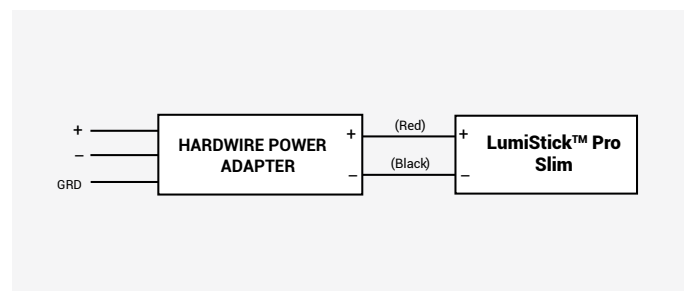 +
–
GRD
HARDWIRE POWER
ADAPTER
+
–
(Red)
(Black)
+
–
LumiStick™ Pro
Slim